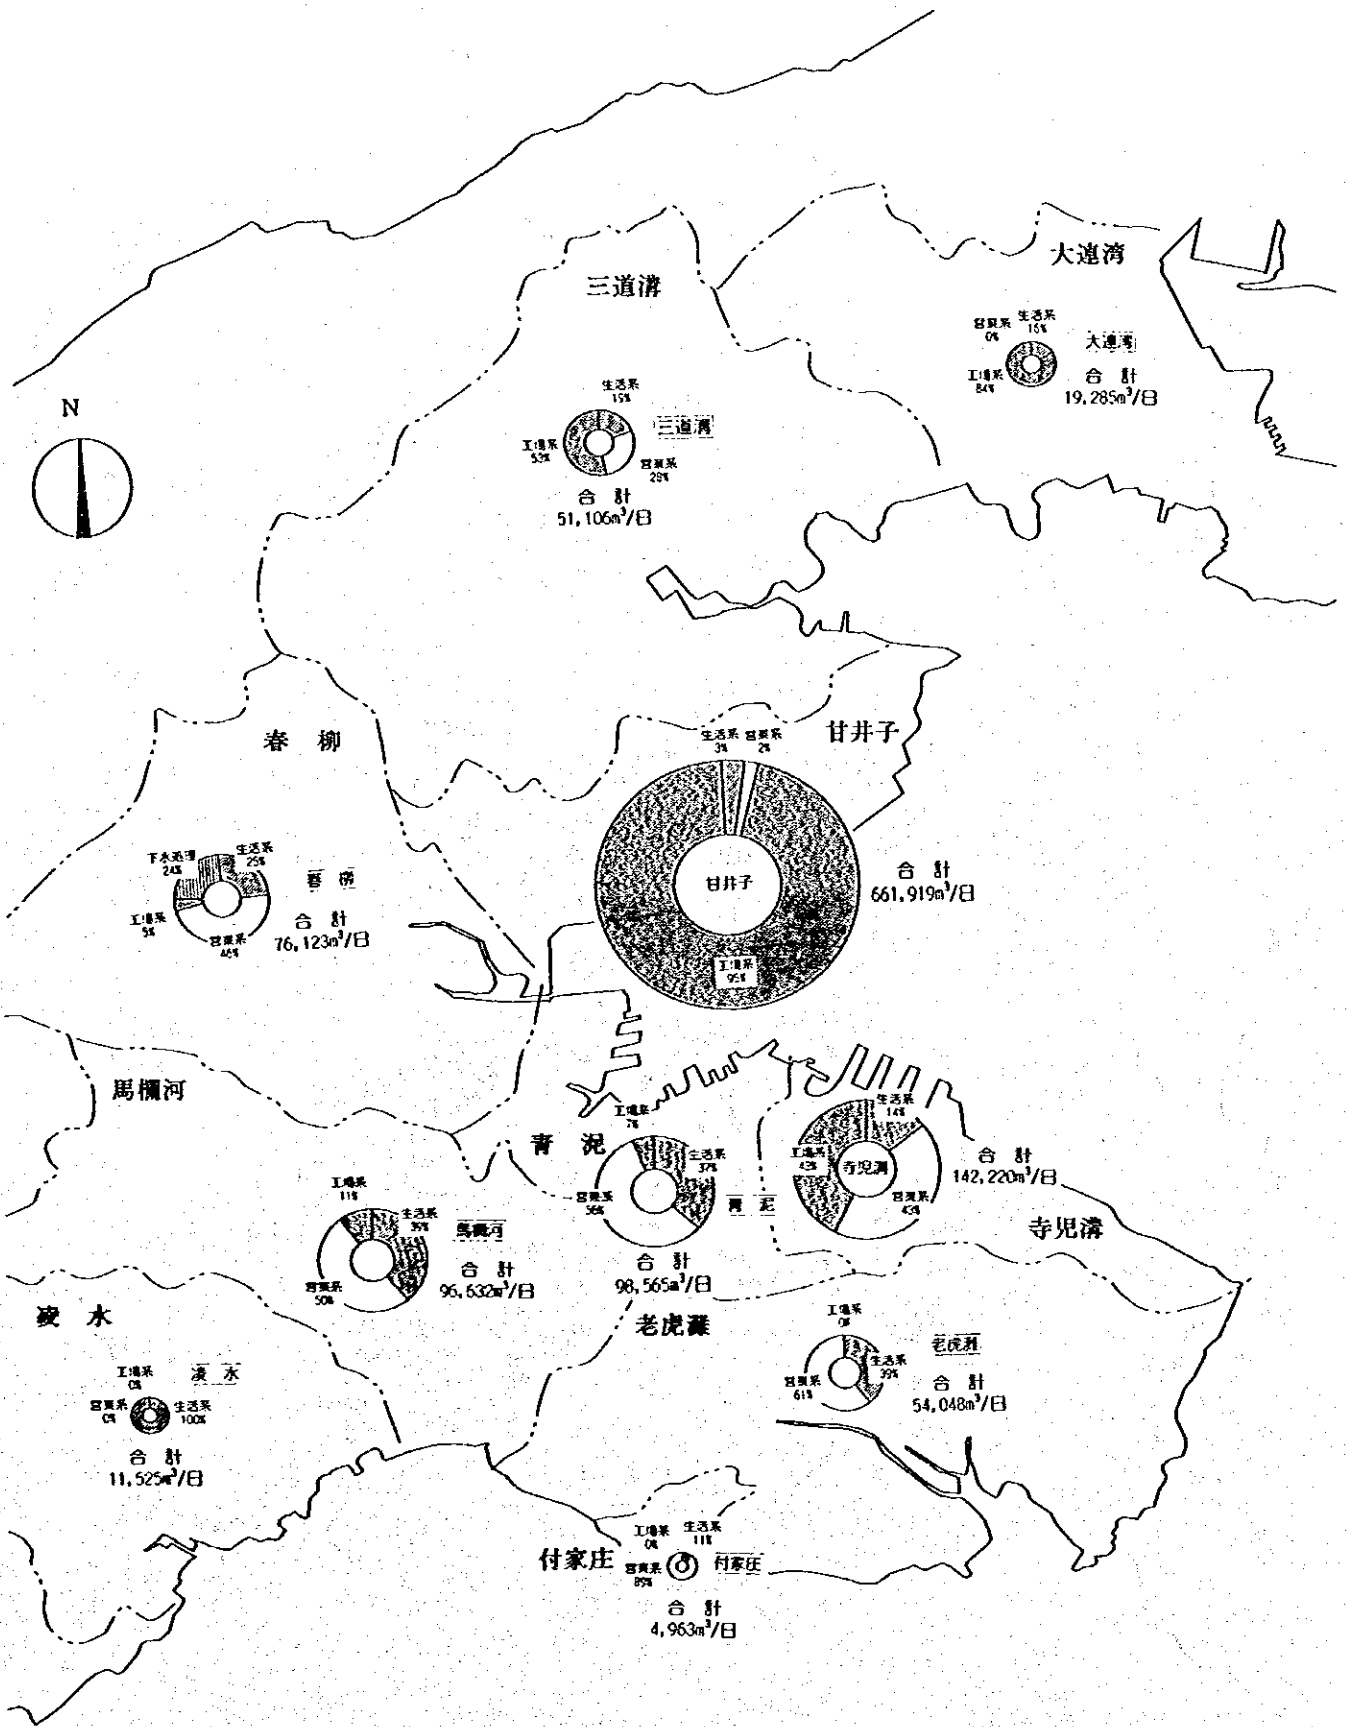 大連湾
三道溝
営業系 0%
生活系 16%
大連湾
工場系 84%
合計
19,285m³/日
N
生活系
三道溝
工場系 53%
営業系
合計
51,106m³/日
春柳
甘井子
生活系 3%
営業系 2%
甘井子
合計
661,919m³/日
工場系 95%
下水処理 24%
生活系 25%
春柳
工場系 5%
営業系
合計
76,123m³/日
馬欄河
青泥
工場系 7%
生活系 37%
営業系 56%
青泥
合計
98,565m³/日
生活系 14%
工場系 43%
寺児溝
営業系 43%
合計
142,220m³/日
寺児溝
工場系 11%
生活系 39%
馬欄河
営業系 50%
合計
96,632m³/日
凌水
老虎灘
工場系 0%
生活系 39%
営業系 61%
老虎灘
合計
54,048m³/日
工場系 0%
凌水
営業系 0%
生活系 100%
合計
11,525m³/日
付家庄
工場系 0%
生活系 11%
営業系 89%
付家庄
合計
4,963m³/日